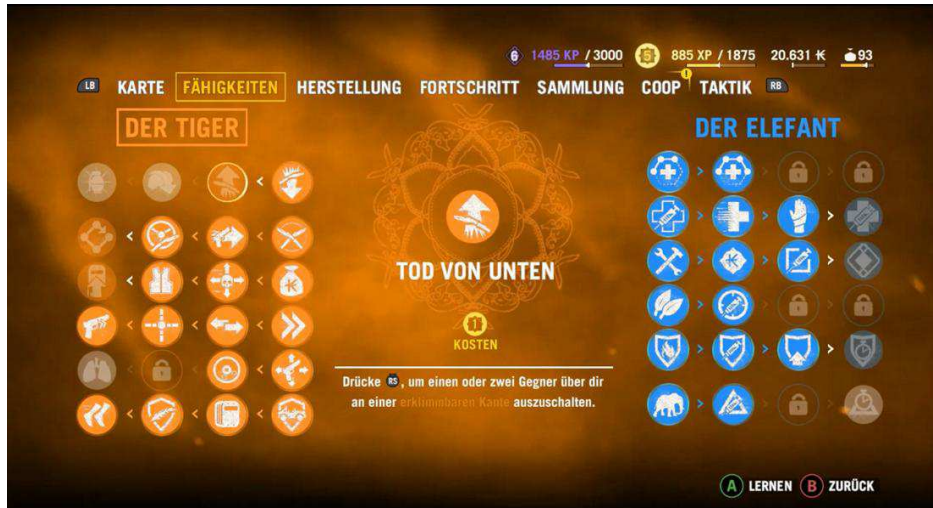 6 1485 KP / 3000 5 885 XP / 1875 20.631 93
LB KARTE FÄHIGKEITEN HERSTELLUNG FORTSCHRITT SAMMLUNG COOP ! TAKTIK RB
DER TIGER
DER ELEFANT
TOD VON UNTEN
1
KOSTEN
Drücke RS, um einen oder zwei Gegner über dir
an einer erklimmbaren Kante auszuschalten.
A LERNEN B ZURÜCK